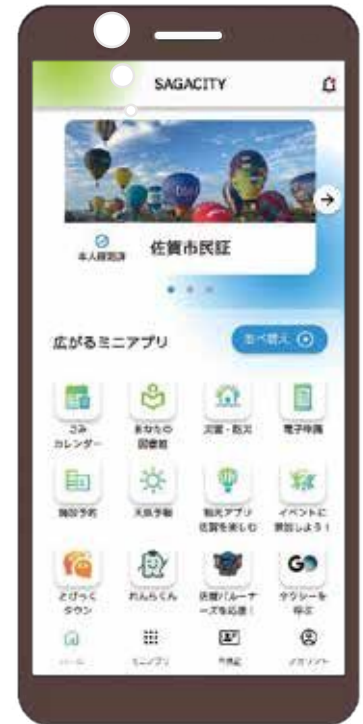 SAGACITY
本人確認済
佐賀市民証
広がるミニアプリ
並べ替え
ごみ
カレンダー
あなたの
図書館
災害・防災
電子申請
施設予約
天気予報
観光アプリ
佐賀を楽しむ
イベントに
参加しよう!
とびっく
タウン
れんらくん
佐賀バルーナ
ーズを応援!
GO
タクシーを
呼ぶ
ホーム
ミニアプリ
市民証
アカウント